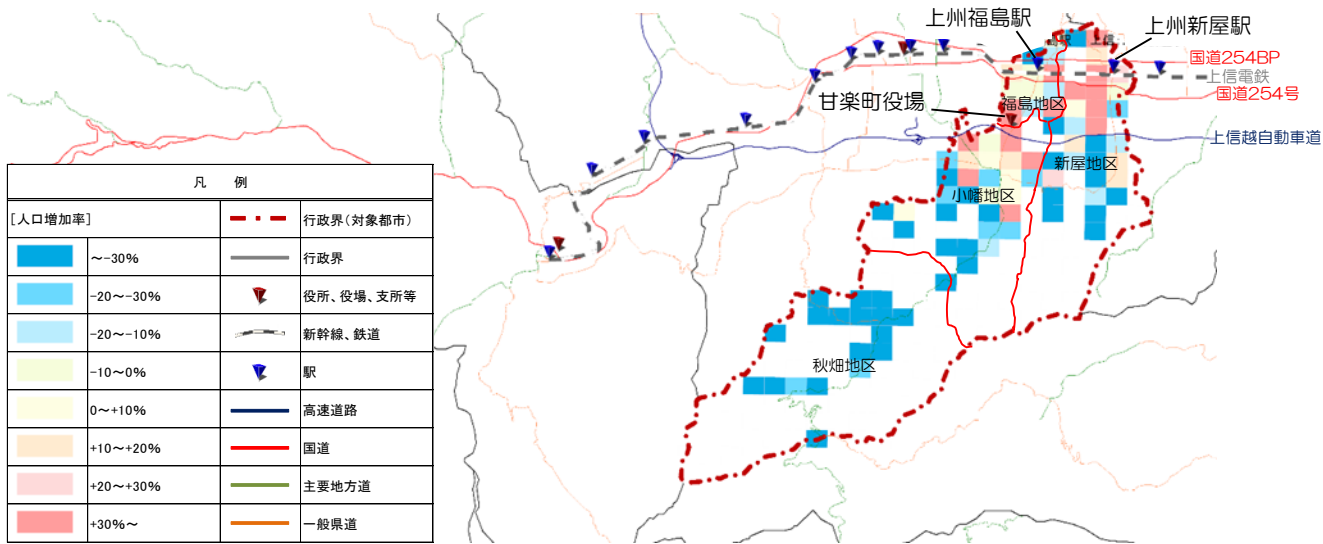 上州福島駅
上州新屋駅
国道254BP
上信電鉄
国道254号
甘楽町役場
福島地区
上信越自動車道
新屋地区
小幡地区
秋畑地区
凡 例
[人口増加率]
行政界(対象都市)
～-30%
行政界
-20～-30%
役所、役場、支所等
-20～-10%
新幹線、鉄道
-10～0%
駅
0～+10%
高速道路
+10～+20%
国道
+20～+30%
主要地方道
+30%～
一般県道